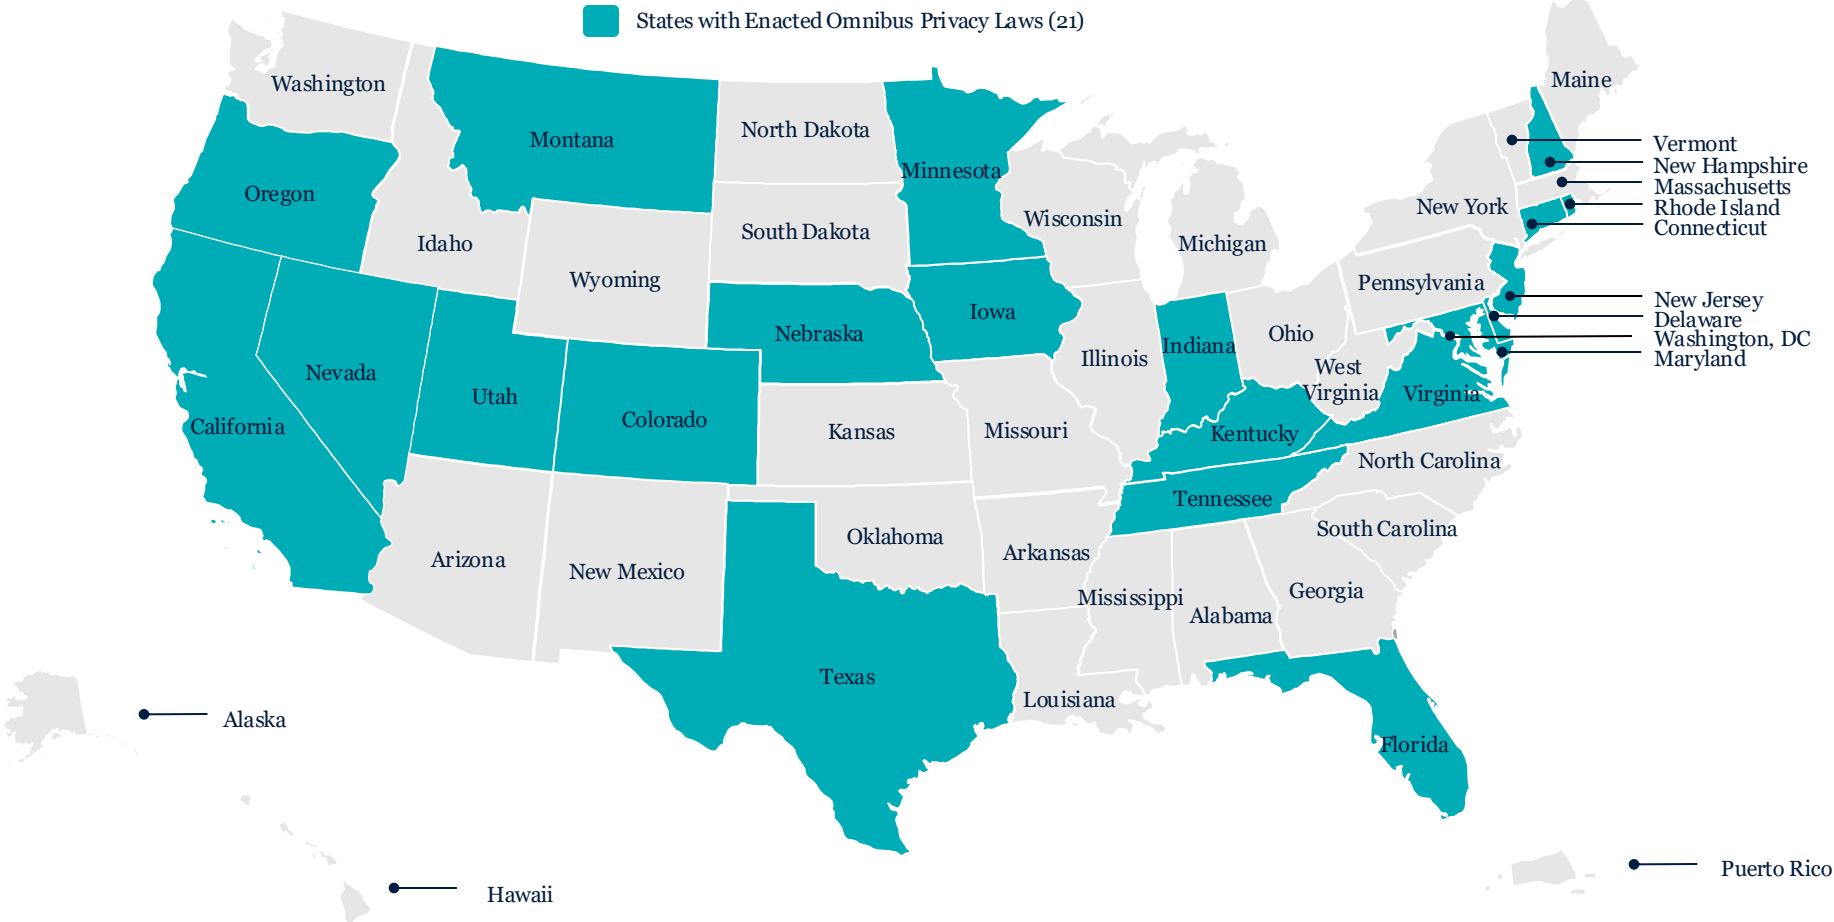 States with Enacted Omnibus Privacy Laws (21)
Washington
Maine
Montana
North Dakota
Vermont
Minnesota
New Hampshire
Massachusetts
Oregon
New York
Rhode Island
Wisconsin
Connecticut
South Dakota
Idaho
Michigan
Wyoming
Pennsylvania
New Jersey
Iowa
Delaware
Nebraska
Ohio
Washington, DC
Indiana
Illinois
Maryland
West
Virginia
Nevada
Utah
Virginia
Colorado
California
Kansas
Missouri
Kentucky
North Carolina
Tennessee
South Carolina
Oklahoma
Arkansas
Arizona
New Mexico
Georgia
Mississippi
Alabama
Texas
Louisiana
Alaska
Florida
Puerto Rico
Hawaii